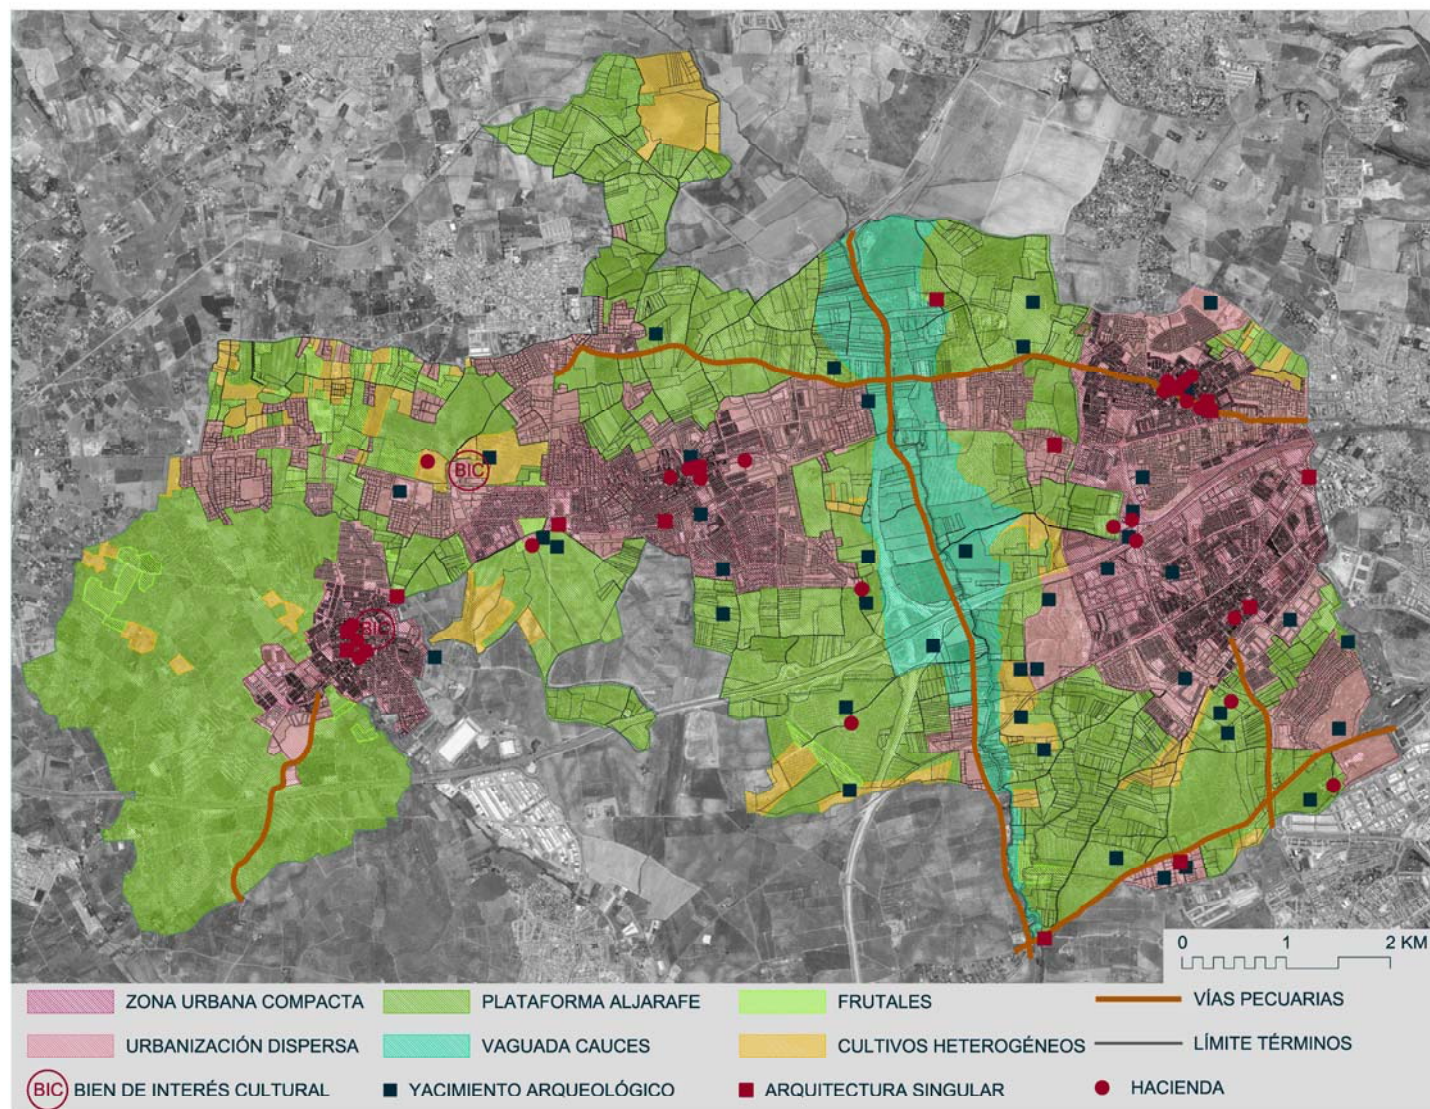 BIC
BIC
0 1 2 KM
ZONA URBANA COMPACTA PLATAFORMA ALJARAFE FRUTALES VÍAS PECUARIAS
URBANIZACIÓN DISPERSA VAGUADA CAUCES CULTIVOS HETEROGÉNEOS LÍMITE TÉRMINOS
BIC BIEN DE INTERÉS CULTURAL YACIMIENTO ARQUEOLÓGICO ARQUITECTURA SINGULAR HACIENDA